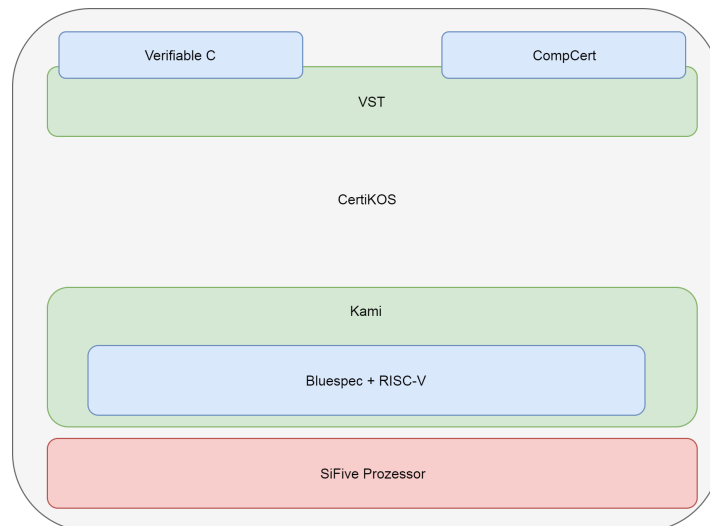 Verifiable C
CompCert
VST
CertiKOS
Kami
Bluespec + RISC-V
SiFive Prozessor